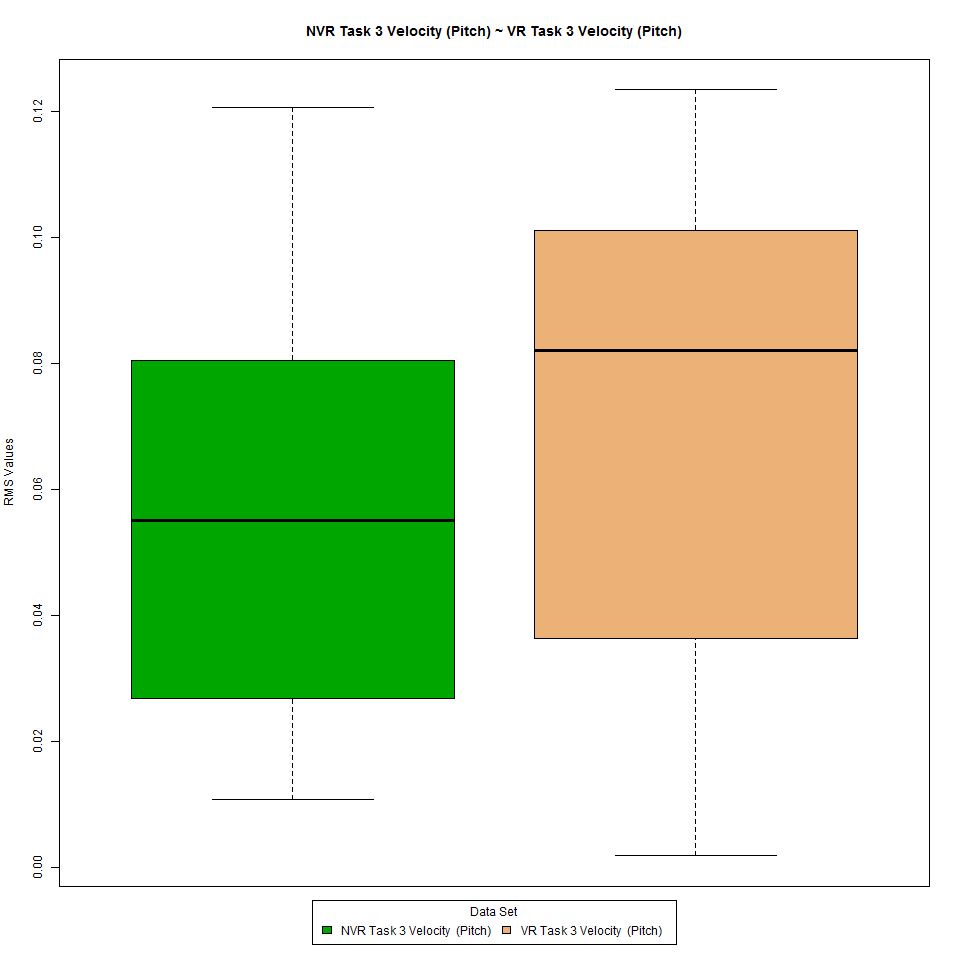 NVR Task 3 Velocity (Pitch) ~ VR Task 3 Velocity (Pitch)
0.12
0.10
0.08
0.06
0.04
0.02
0.00
RMS Values
Data Set
NVR Task 3 Velocity (Pitch) VR Task 3 Velocity (Pitch)